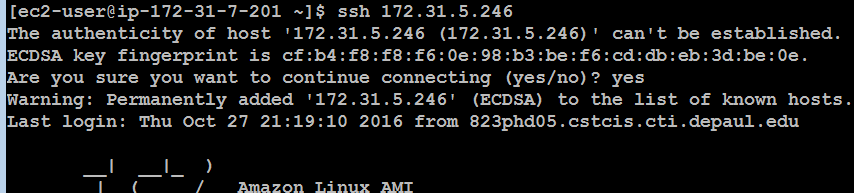 [ec2-user@ip-172-31-7-201 ~]$ ssh 172.31.5.246
The authenticity of host '172.31.5.246 (172.31.5.246)' can't be established.
ECDSA key fingerprint is cf:b4:f8:f8:f6:0e:98:b3:be:f6:cd:db:eb:3d:be:0e.
Are you sure you want to continue connecting (yes/no)? yes
Warning: Permanently added '172.31.5.246' (ECDSA) to the list of known hosts.
Last login: Thu Oct 27 21:19:10 2016 from 823phd05.cstcis.cti.depaul.edu
       __|  __|_  )
       _|  (     /   Amazon Linux AMI